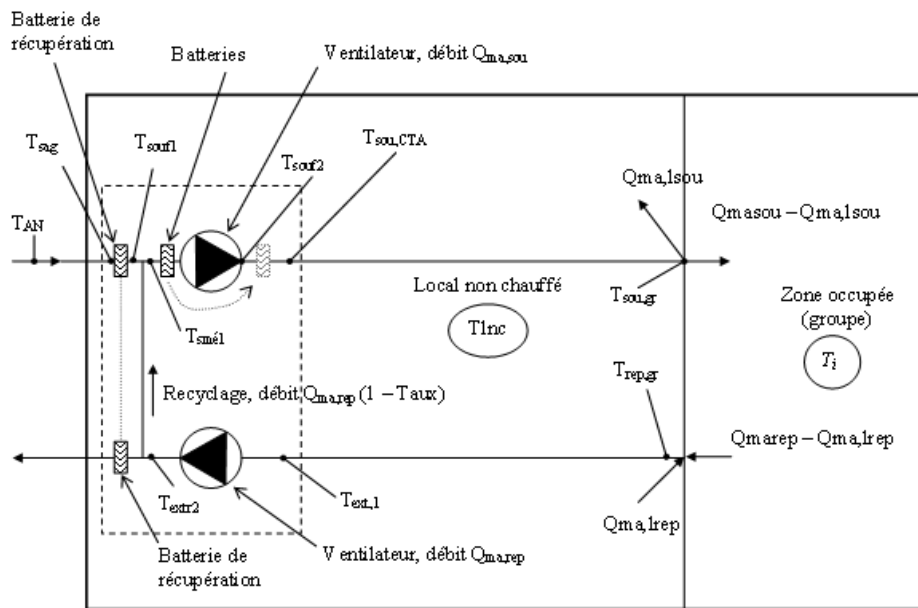 Batterie de
récupération
Batteries
Ventilateur, débit Qma,sou
Tsag
Tsouf1
Tsouf2
Tsou,CTA
Qma,lsou
Qmasou – Qma,lsou
TAN
Local non chauffé
Tlnc
Tsou,gr
Zone occupée
(groupe)
Ti
Tsmél
Trep,gr
Recyclage, débit Qma,rep (1 – Taux)
Qmarep – Qma,lrep
Textr2
Text,1
Qma,lrep
Batterie de
récupération
Ventilateur, débit Qma,rep